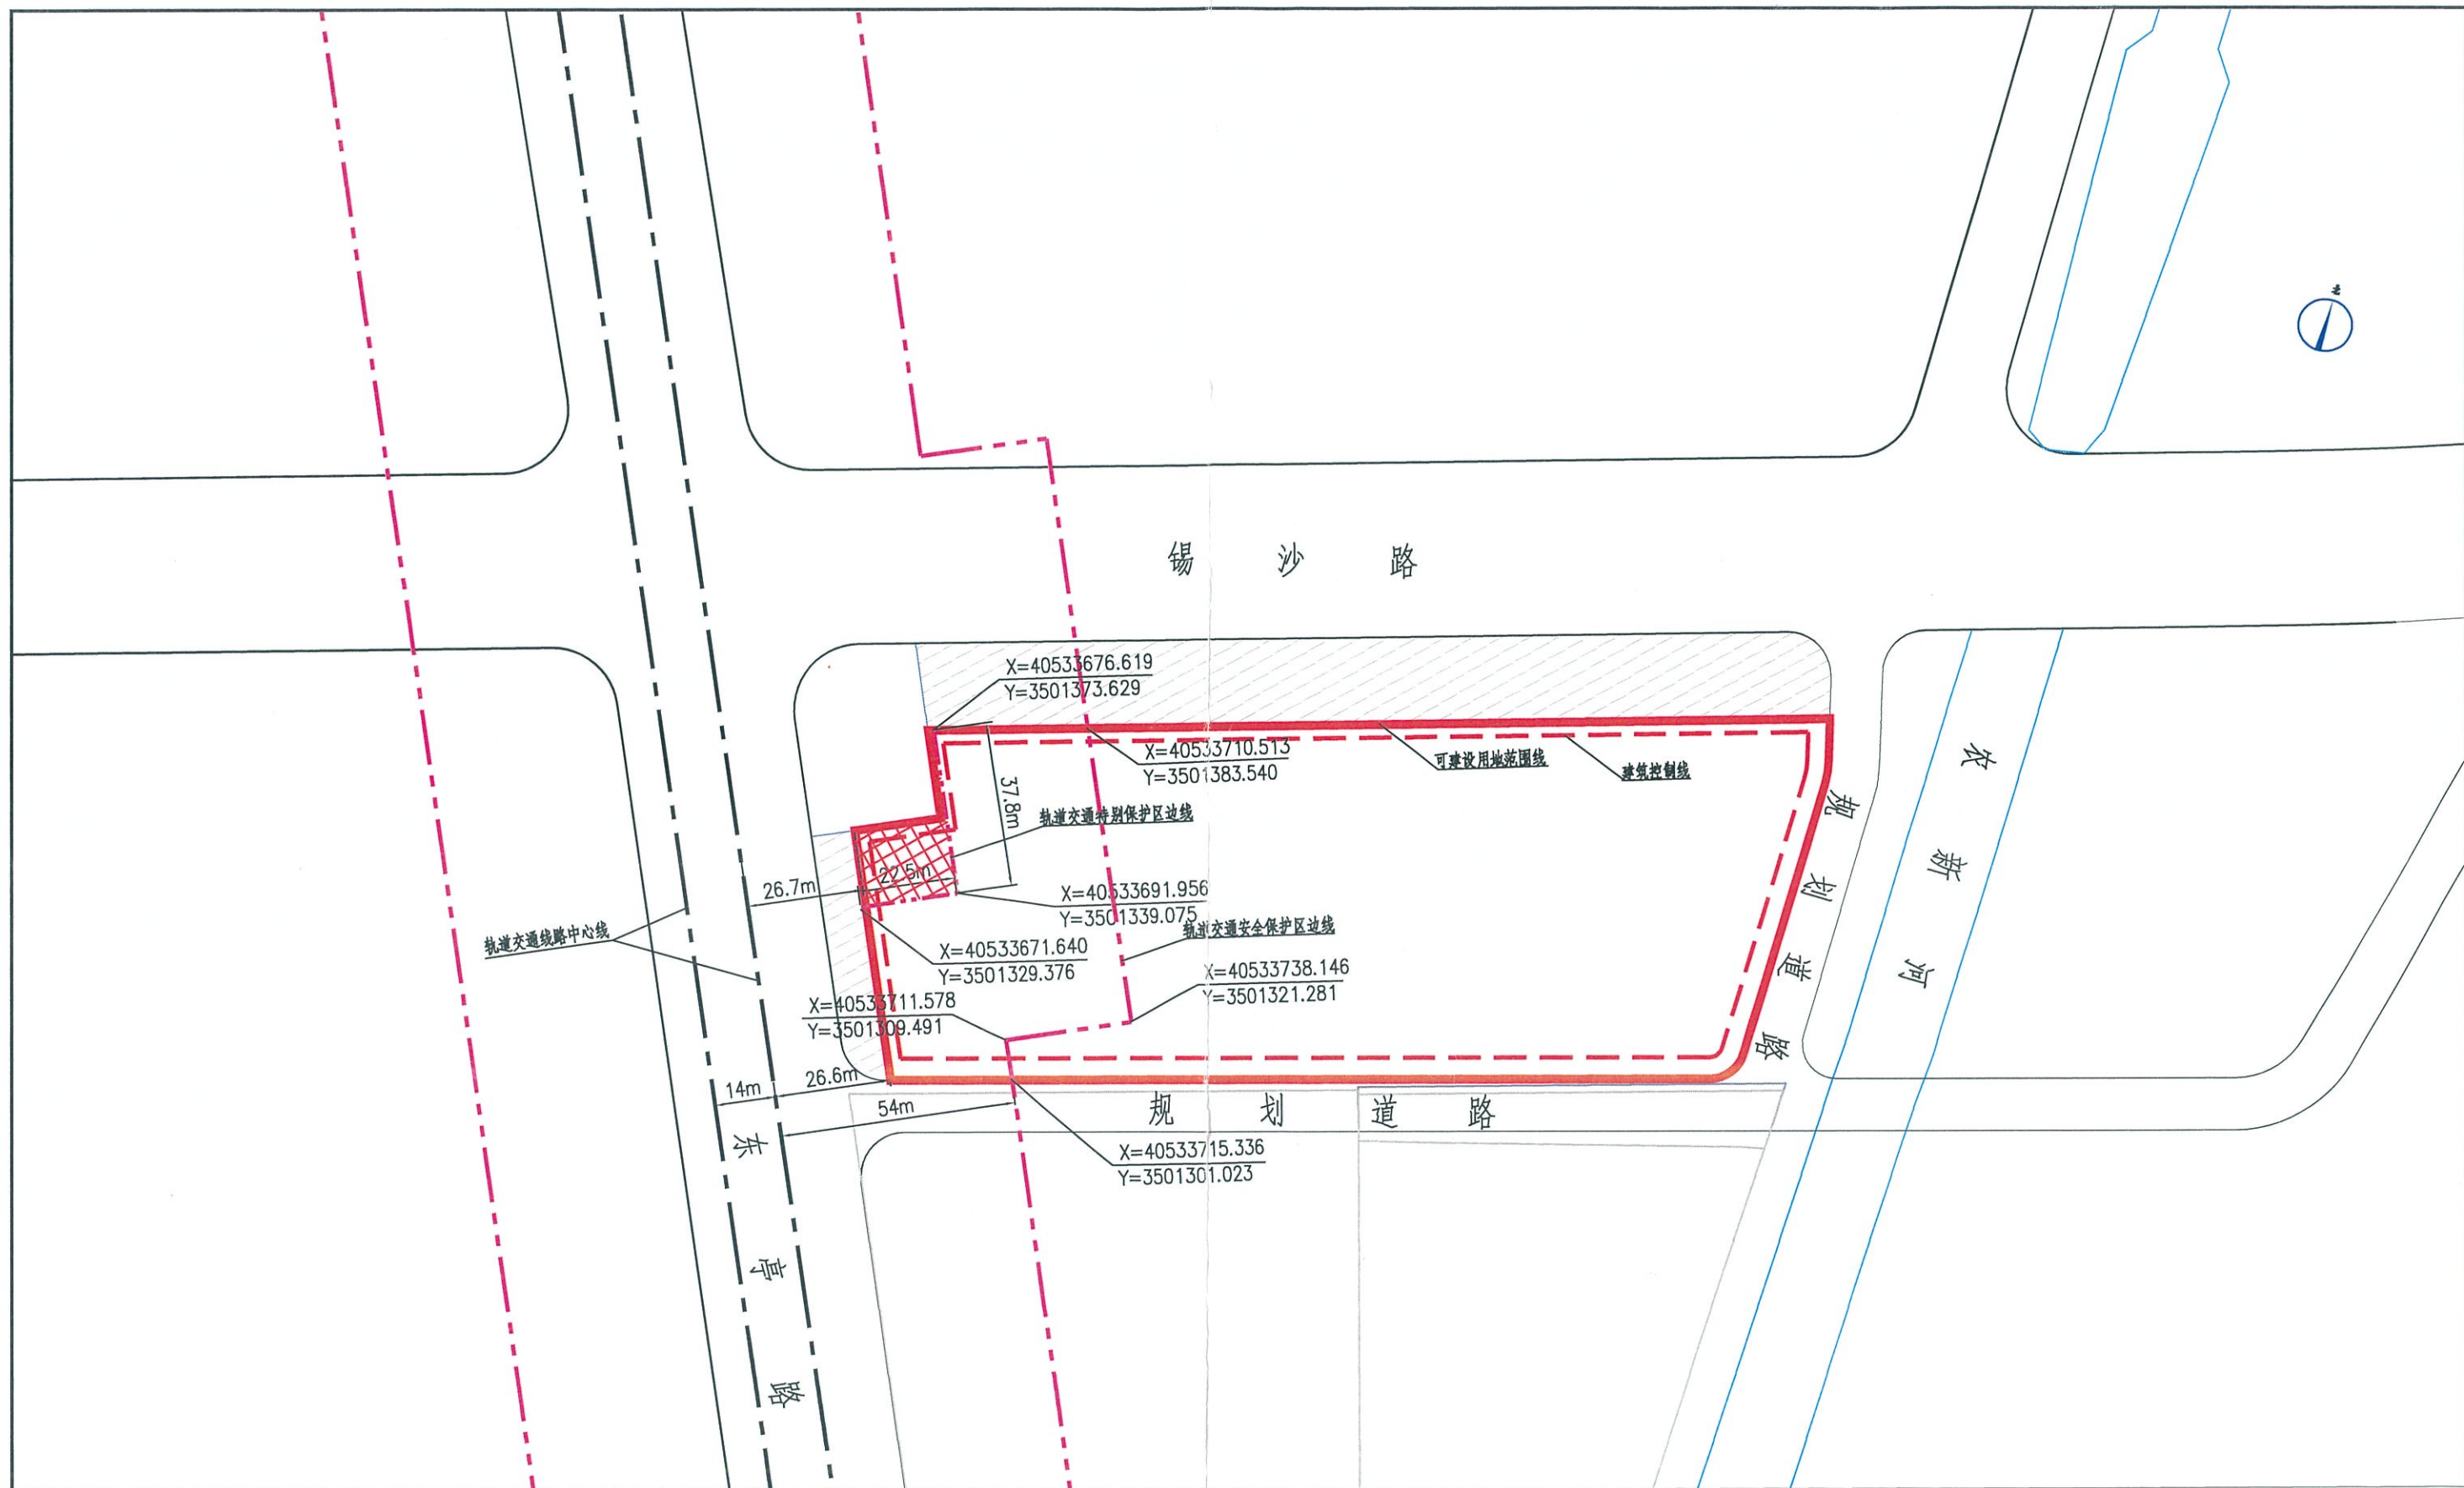 北
锡沙路
X=40533676.619
Y=3501373.629
X=40533710.513
Y=3501383.540
可建设用地范围线
建筑控制线
37.8m
轨道交通特别保护区边线
农新河
规划道路
22.5m
26.7m
X=40533691.956
Y=3501339.075
轨道交通安全保护区边线
轨道交通线路中心线
X=40533671.640
Y=3501329.376
X=40533738.146
Y=3501321.281
X=40533711.578
Y=3501309.491
14m
26.6m
54m
规划道路
东亭路
X=40533715.336
Y=3501301.023